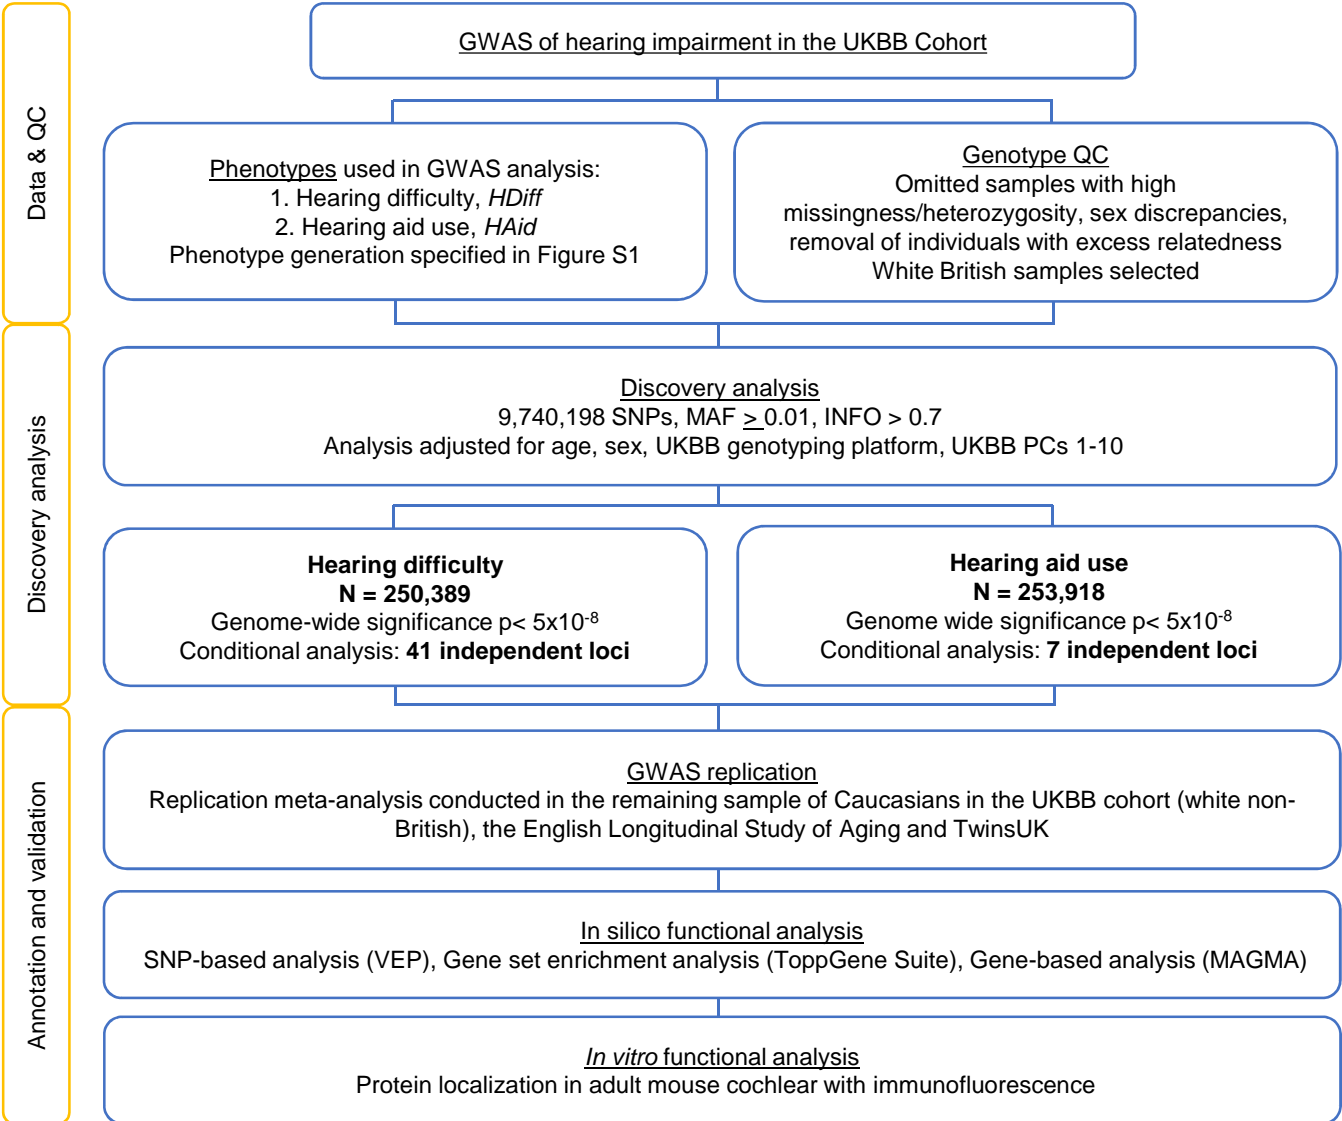 GWAS of hearing impairment in the UKBB Cohort
Data & QC
Phenotypes used in GWAS analysis:
1. Hearing difficulty, HDiff
2. Hearing aid use, HAid
Phenotype generation specified in Figure S1
Genotype QC
Omitted samples with high
missingness/heterozygosity, sex discrepancies,
removal of individuals with excess relatedness
White British samples selected
Discovery analysis
Discovery analysis
9,740,198 SNPs, MAF > 0.01, INFO > 0.7
Analysis adjusted for age, sex, UKBB genotyping platform, UKBB PCs 1-10
Hearing difficulty
N = 250,389
Genome-wide significance p< 5x10⁻⁸
Conditional analysis: 41 independent loci
Hearing aid use
N = 253,918
Genome wide significance p< 5x10⁻⁸
Conditional analysis: 7 independent loci
Annotation and validation
GWAS replication
Replication meta-analysis conducted in the remaining sample of Caucasians in the UKBB cohort (white non-
British), the English Longitudinal Study of Aging and TwinsUK
In silico functional analysis
SNP-based analysis (VEP), Gene set enrichment analysis (ToppGene Suite), Gene-based analysis (MAGMA)
In vitro functional analysis
Protein localization in adult mouse cochlear with immunofluorescence